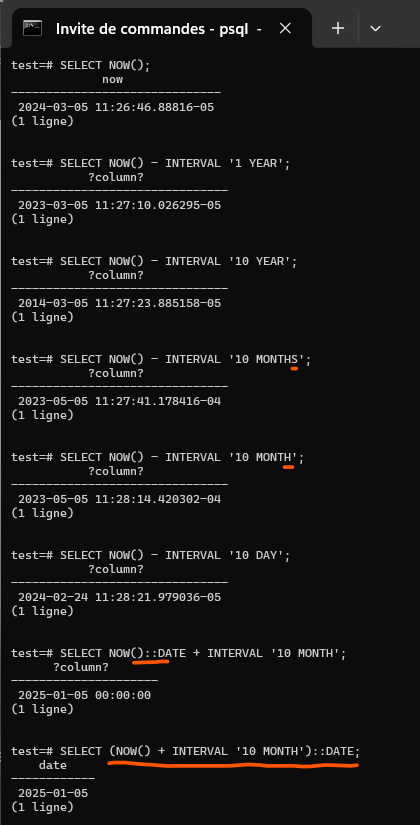 Invite de commandes - psql -
test=# SELECT NOW();
now
------------------------------
2024-03-05 11:26:46.88816-05
(1 ligne)
test=# SELECT NOW() - INTERVAL '1 YEAR';
?column?
-------------------------------
2023-03-05 11:27:10.026295-05
(1 ligne)
test=# SELECT NOW() - INTERVAL '10 YEAR';
?column?
-------------------------------
2014-03-05 11:27:23.885158-05
(1 ligne)
test=# SELECT NOW() - INTERVAL '10 MONTHS';
?column?
-------------------------------
2023-05-05 11:27:41.178416-04
(1 ligne)
test=# SELECT NOW() - INTERVAL '10 MONTH';
?column?
-------------------------------
2023-05-05 11:28:14.420302-04
(1 ligne)
test=# SELECT NOW() - INTERVAL '10 DAY';
?column?
-------------------------------
2024-02-24 11:28:21.979036-05
(1 ligne)
test=# SELECT NOW()::DATE + INTERVAL '10 MONTH';
?column?
---------------------
2025-01-05 00:00:00
(1 ligne)
test=# SELECT (NOW() + INTERVAL '10 MONTH')::DATE;
date
------------
2025-01-05
(1 ligne)